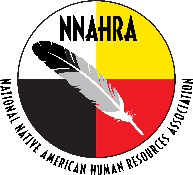 NNAHRA
NATIONAL NATIVE AMERICAN HUMAN RESOURCES ASSOCIATION